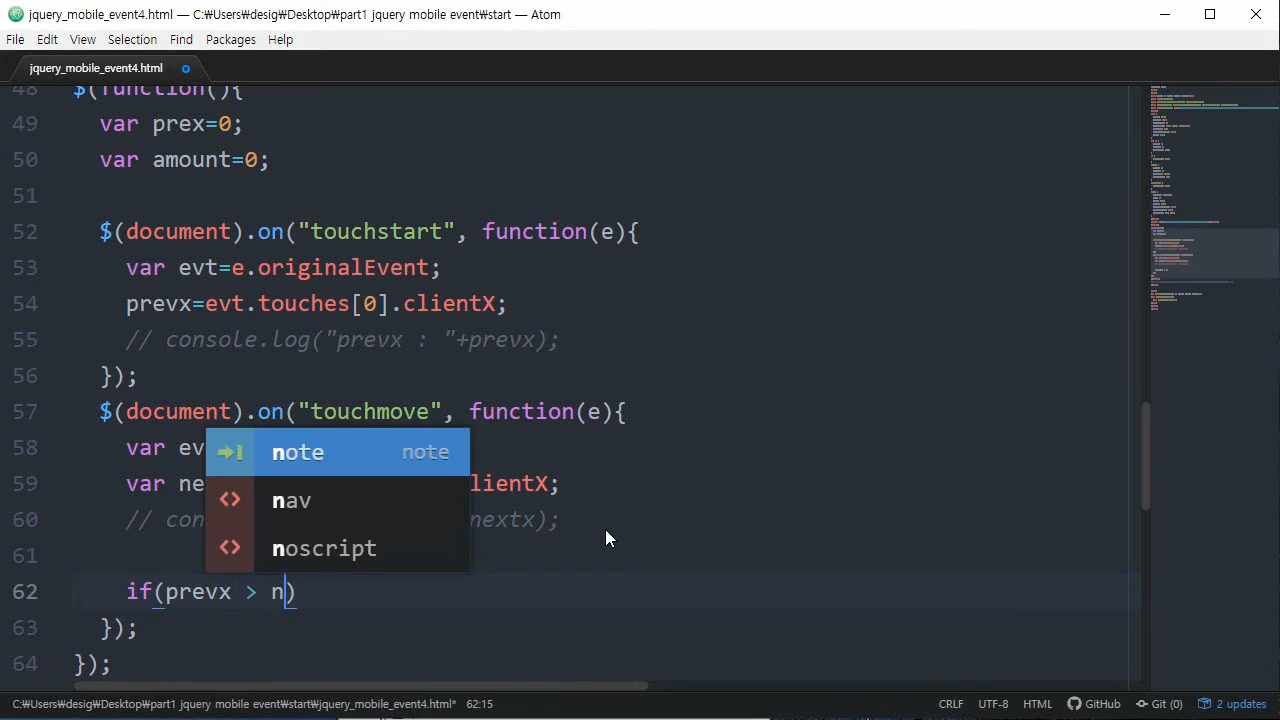 jquery_mobile_event4.html — C:₩Users₩desig₩Desktop₩part1 jquery mobile event₩start — Atom
File Edit View Selection Find Packages Help
jquery_mobile_event4.html
48 $(function(){
49 var prex=0;
50 var amount=0;
51
52 $(document).on("touchstart", function(e){
53 var evt=e.originalEvent;
54 prevx=evt.touches[0].clientX;
55 // console.log("prevx : "+prevx);
56 });
57 $(document).on("touchmove", function(e){
58 var ev
note note
59 var ne lientX;
nav
60 // con nextx);
noscript
61
62 if(prevx > n)
63 });
64 });
C:₩Users₩desig₩Desktop₩part1 jquery mobile event₩start₩jquery_mobile_event4.html* 62:15 CRLF UTF-8 HTML GitHub Git (0) 2 updates